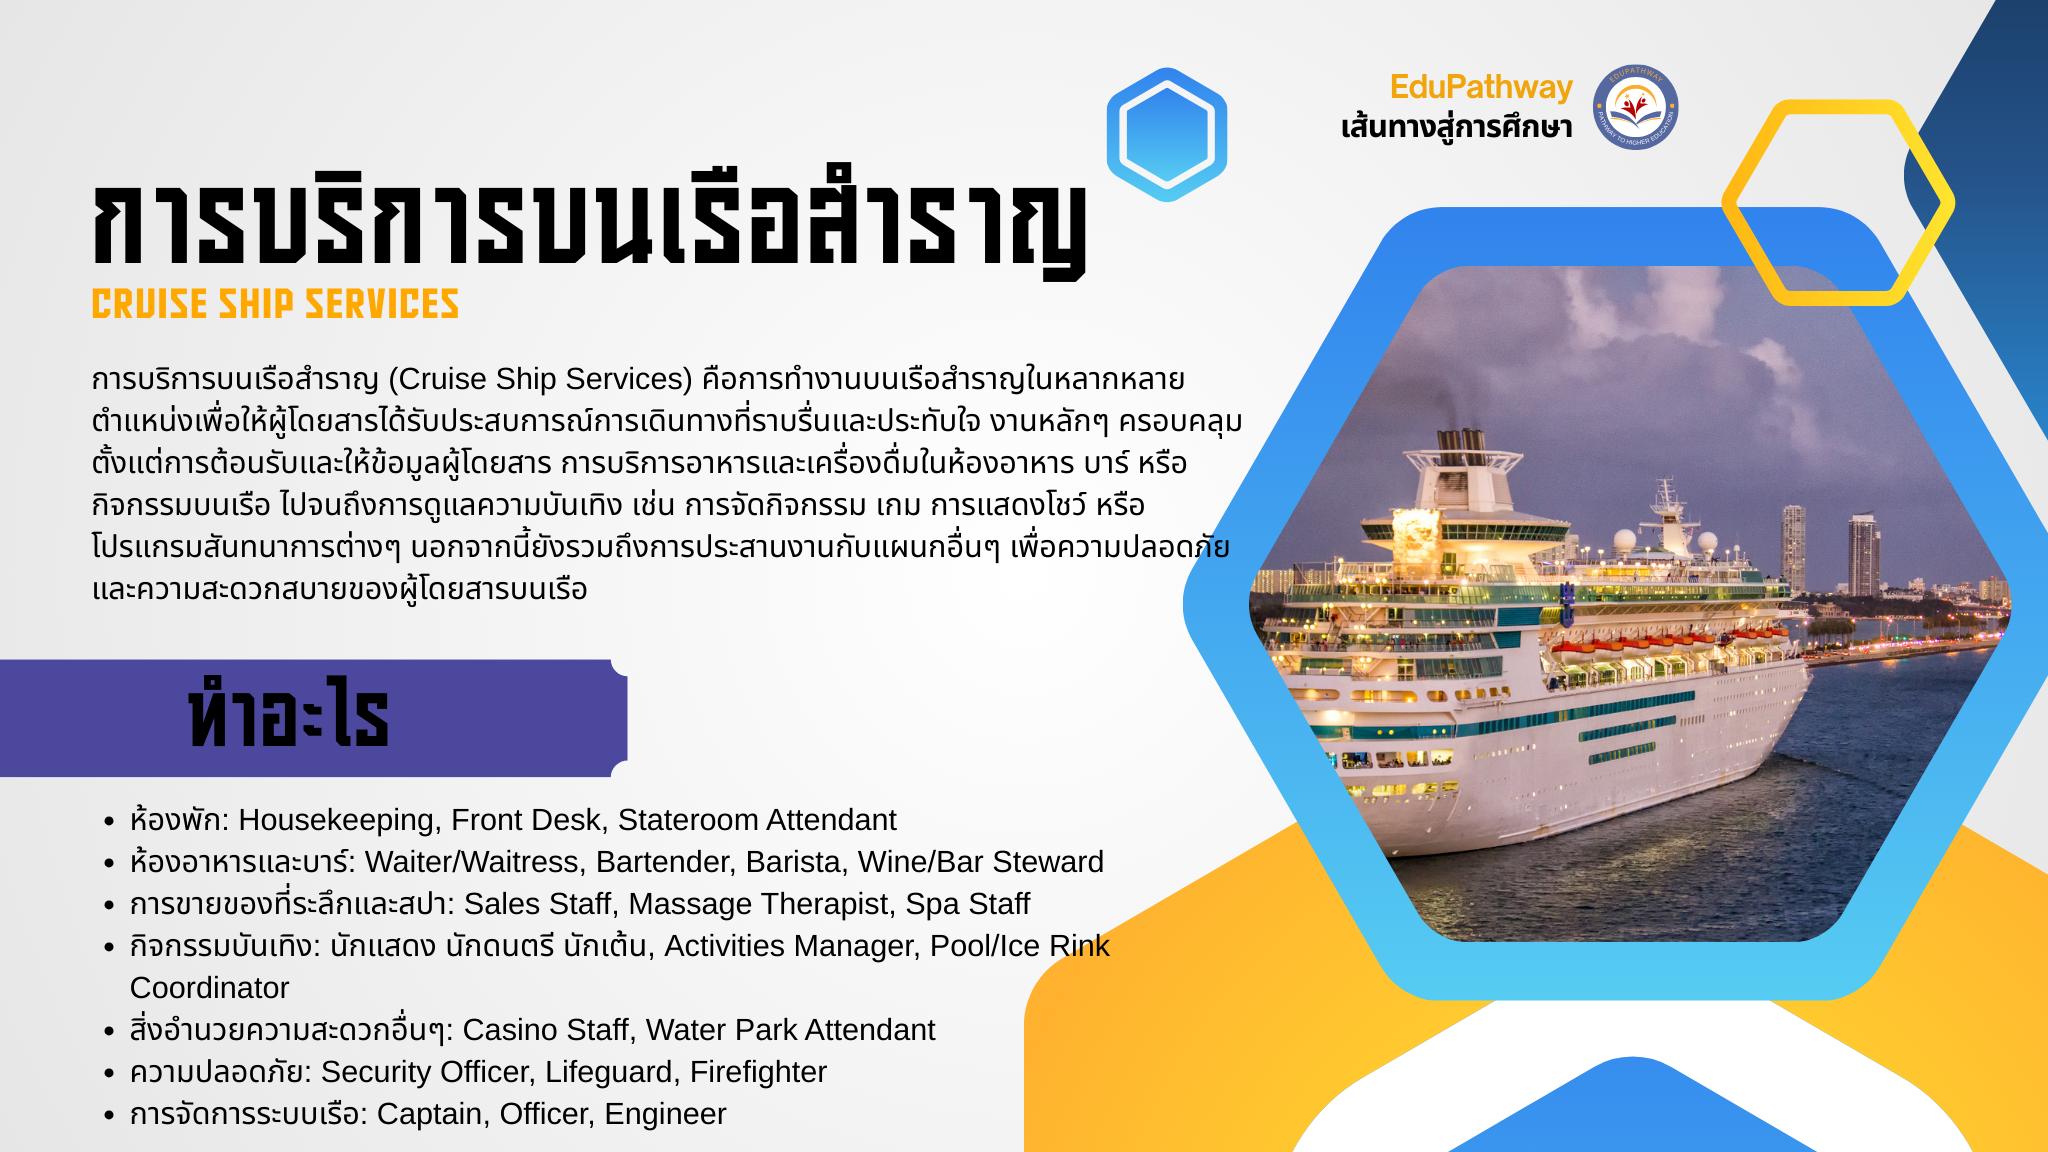 EduPathway
เส้นทางสู่การศึกษา
EDUPATHWAY
PATHWAY TO HIGHER EDUCATION
การบริการบนเรือสำราญ
CRUISE SHIP SERVICES
การบริการบนเรือสำราญ (Cruise Ship Services) คือการทำงานบนเรือสำราญในหลากหลาย
ตำแหน่งเพื่อให้ผู้โดยสารได้รับประสบการณ์การเดินทางที่ราบรื่นและประทับใจ งานหลักๆ ครอบคลุม
ตั้งแต่การต้อนรับและให้ข้อมูลผู้โดยสาร การบริการอาหารและเครื่องดื่มในห้องอาหาร บาร์ หรือ
กิจกรรมบนเรือ ไปจนถึงการดูแลความบันเทิง เช่น การจัดกิจกรรม เกม การแสดงโชว์ หรือ
โปรแกรมสันทนาการต่างๆ นอกจากนี้ยังรวมถึงการประสานงานกับแผนกอื่นๆ เพื่อความปลอดภัย
และความสะดวกสบายของผู้โดยสารบนเรือ
ทำอะไร
• ห้องพัก: Housekeeping, Front Desk, Stateroom Attendant
• ห้องอาหารและบาร์: Waiter/Waitress, Bartender, Barista, Wine/Bar Steward
• การขายของที่ระลึกและสปา: Sales Staff, Massage Therapist, Spa Staff
• กิจกรรมบันเทิง: นักแสดง นักดนตรี นักเต้น, Activities Manager, Pool/Ice Rink
Coordinator
• สิ่งอำนวยความสะดวกอื่นๆ: Casino Staff, Water Park Attendant
• ความปลอดภัย: Security Officer, Lifeguard, Firefighter
• การจัดการระบบเรือ: Captain, Officer, Engineer